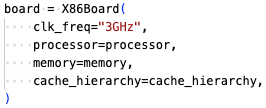 board = X86Board(
    clk_freq="3GHz",
    processor=processor,
    memory=memory,
    cache_hierarchy=cache_hierarchy,
)